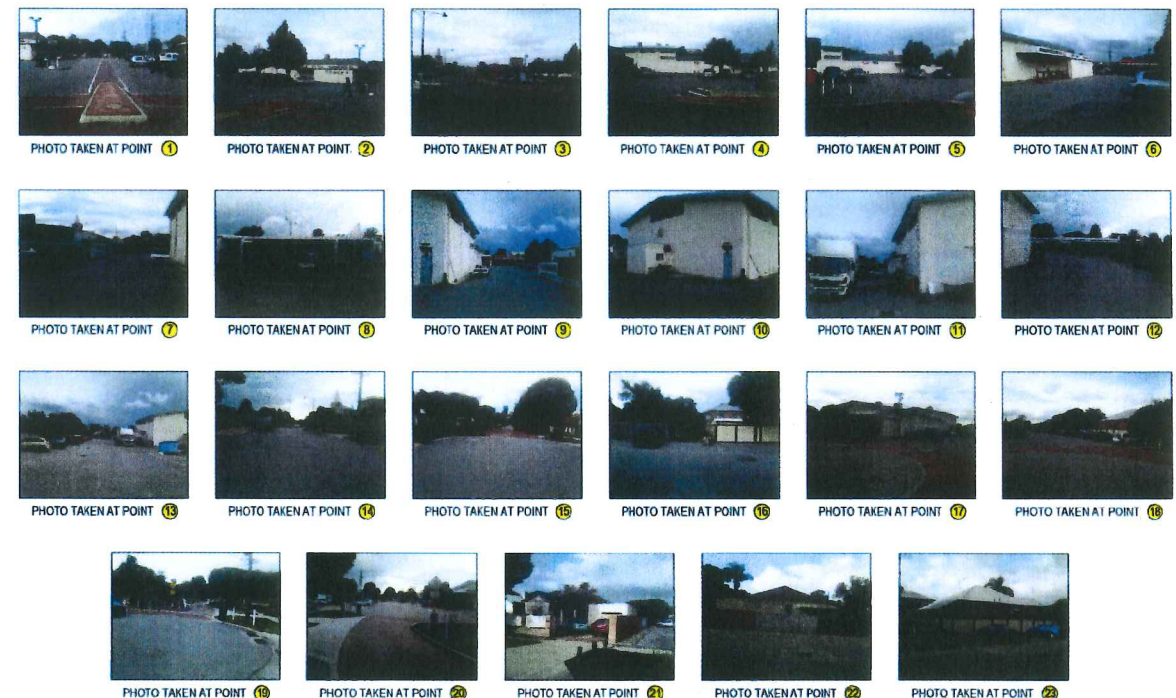 PHOTO TAKEN AT POINT 1
PHOTO TAKEN AT POINT 2
PHOTO TAKEN AT POINT 3
PHOTO TAKEN AT POINT 4
PHOTO TAKEN AT POINT 5
PHOTO TAKEN AT POINT 6
PHOTO TAKEN AT POINT 7
PHOTO TAKEN AT POINT 8
PHOTO TAKEN AT POINT 9
PHOTO TAKEN AT POINT 10
PHOTO TAKEN AT POINT 11
PHOTO TAKEN AT POINT 12
PHOTO TAKEN AT POINT 13
PHOTO TAKEN AT POINT 14
PHOTO TAKEN AT POINT 15
PHOTO TAKEN AT POINT 16
PHOTO TAKEN AT POINT 17
PHOTO TAKEN AT POINT 18
PHOTO TAKEN AT POINT 19
PHOTO TAKEN AT POINT 20
PHOTO TAKEN AT POINT 21
PHOTO TAKEN AT POINT 22
PHOTO TAKEN AT POINT 23